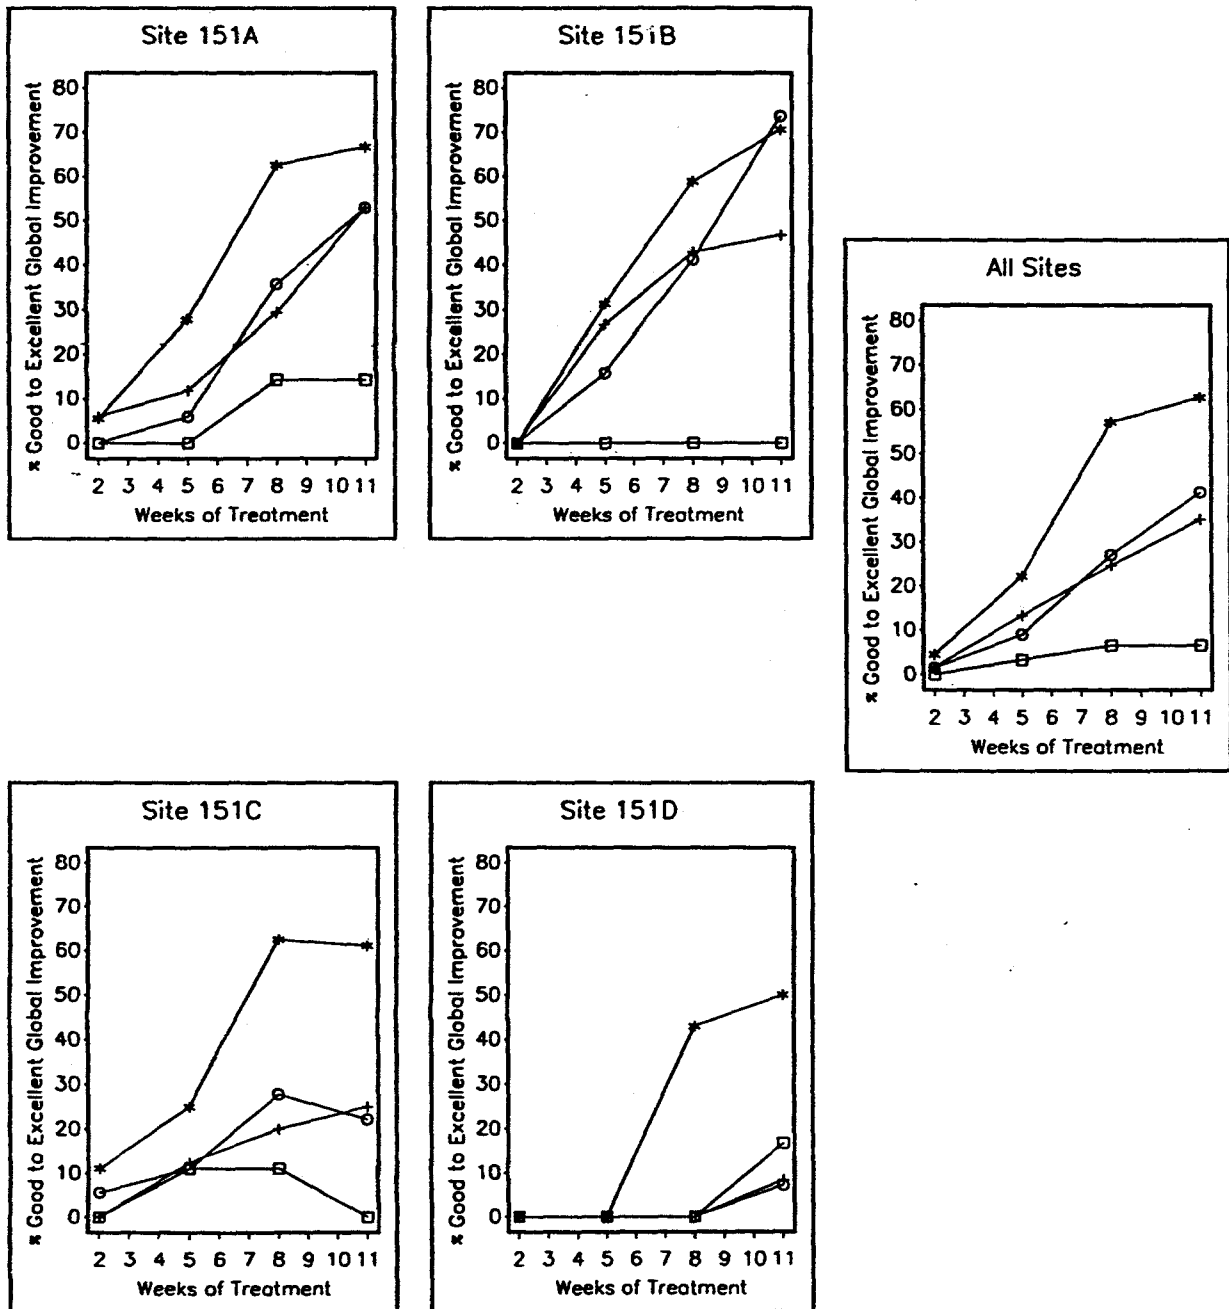 Site 151A
% Good to Excellent Global Improvement
80
70
60
50
40
30
20
10
0
2 3 4 5 6 7 8 9 10 11
Weeks of Treatment
Site 151B
% Good to Excellent Global Improvement
80
70
60
50
40
30
20
10
0
2 3 4 5 6 7 8 9 10 11
Weeks of Treatment
All Sites
% Good to Excellent Global Improvement
80
70
60
50
40
30
20
10
0
2 3 4 5 6 7 8 9 10 11
Weeks of Treatment
Site 151C
% Good to Excellent Global Improvement
80
70
60
50
40
30
20
10
0
2 3 4 5 6 7 8 9 10 11
Weeks of Treatment
Site 151D
% Good to Excellent Global Improvement
80
70
60
50
40
30
20
10
0
2 3 4 5 6 7 8 9 10 11
Weeks of Treatment